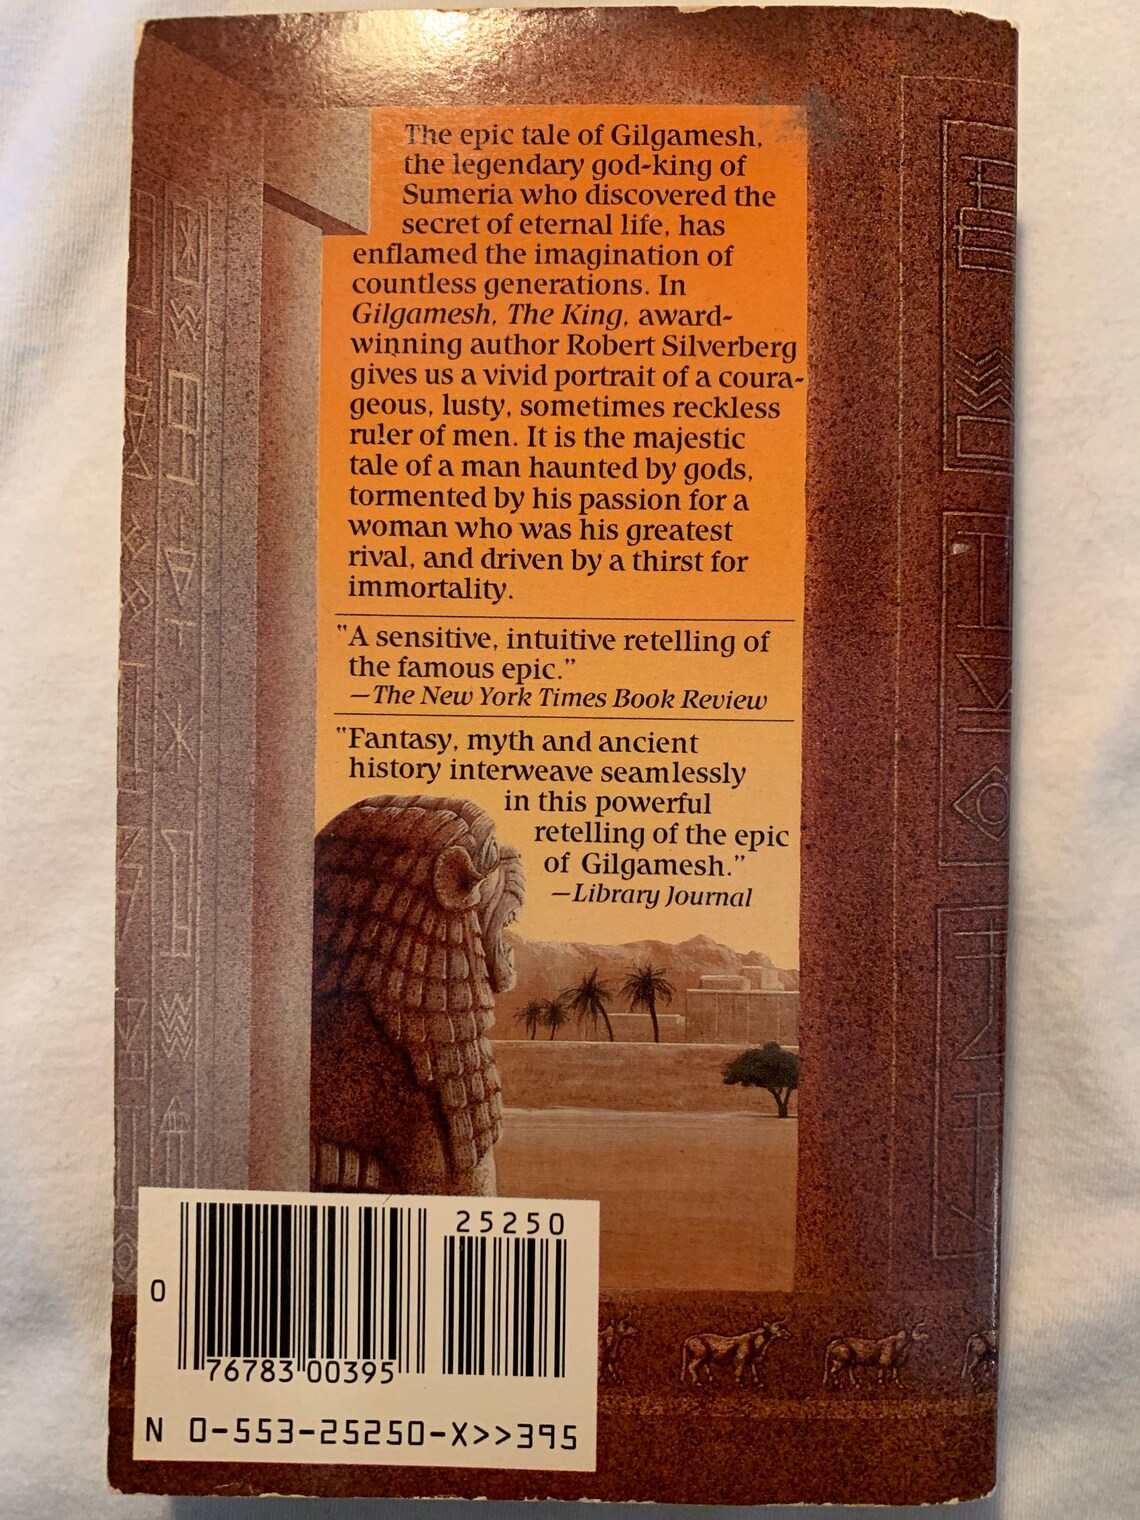 The epic tale of Gilgamesh,
the legendary god-king of
Sumeria who discovered the
secret of eternal life, has
enflamed the imagination of
countless generations. In
Gilgamesh, The King, award-
winning author Robert Silverberg
gives us a vivid portrait of a coura-
geous, lusty, sometimes reckless
ruler of men. It is the majestic
tale of a man haunted by gods,
tormented by his passion for a
woman who was his greatest
rival, and driven by a thirst for
immortality.
"A sensitive, intuitive retelling of
the famous epic."
—The New York Times Book Review
"Fantasy, myth and ancient
history interweave seamlessly
in this powerful
retelling of the epic
of Gilgamesh."
—Library Journal
25250
0
76783 00395
N 0-553-25250-X>>395